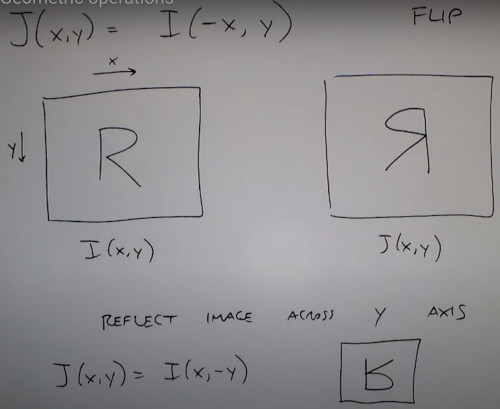 Geometric operations
J(x,y) = I(-x, y)
FLIP
x
y
R
R
I(x,y)
J(x,y)
REFLECT IMAGE ACROSS Y AXIS
J(x,y) = I(x,-y)
R